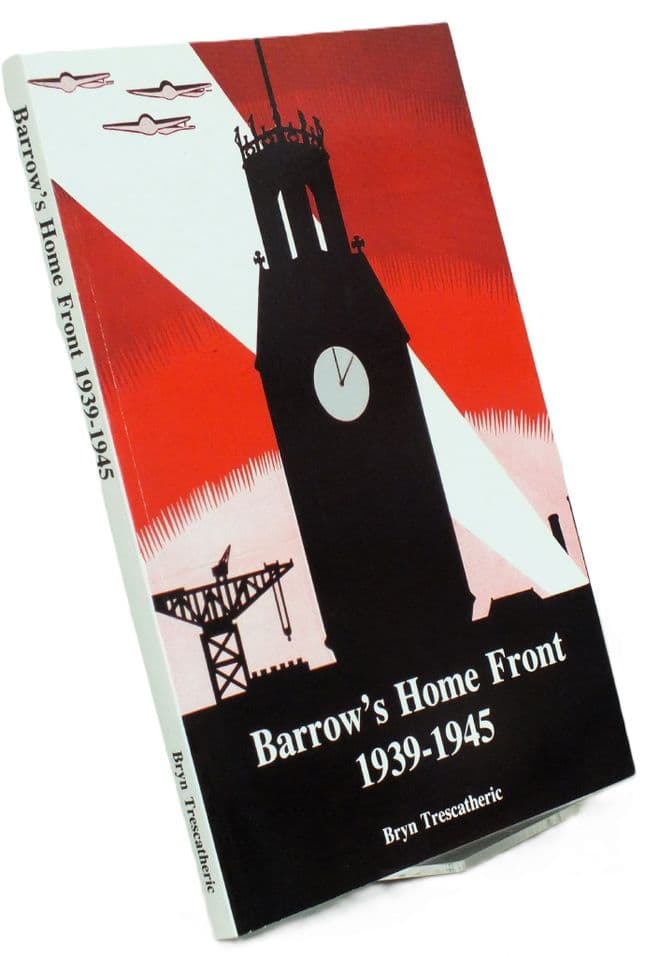 Barrow's Home Front 1939-1945
Bryn Trescatheric
Barrow's Home Front
1939-1945
Bryn Trescatheric